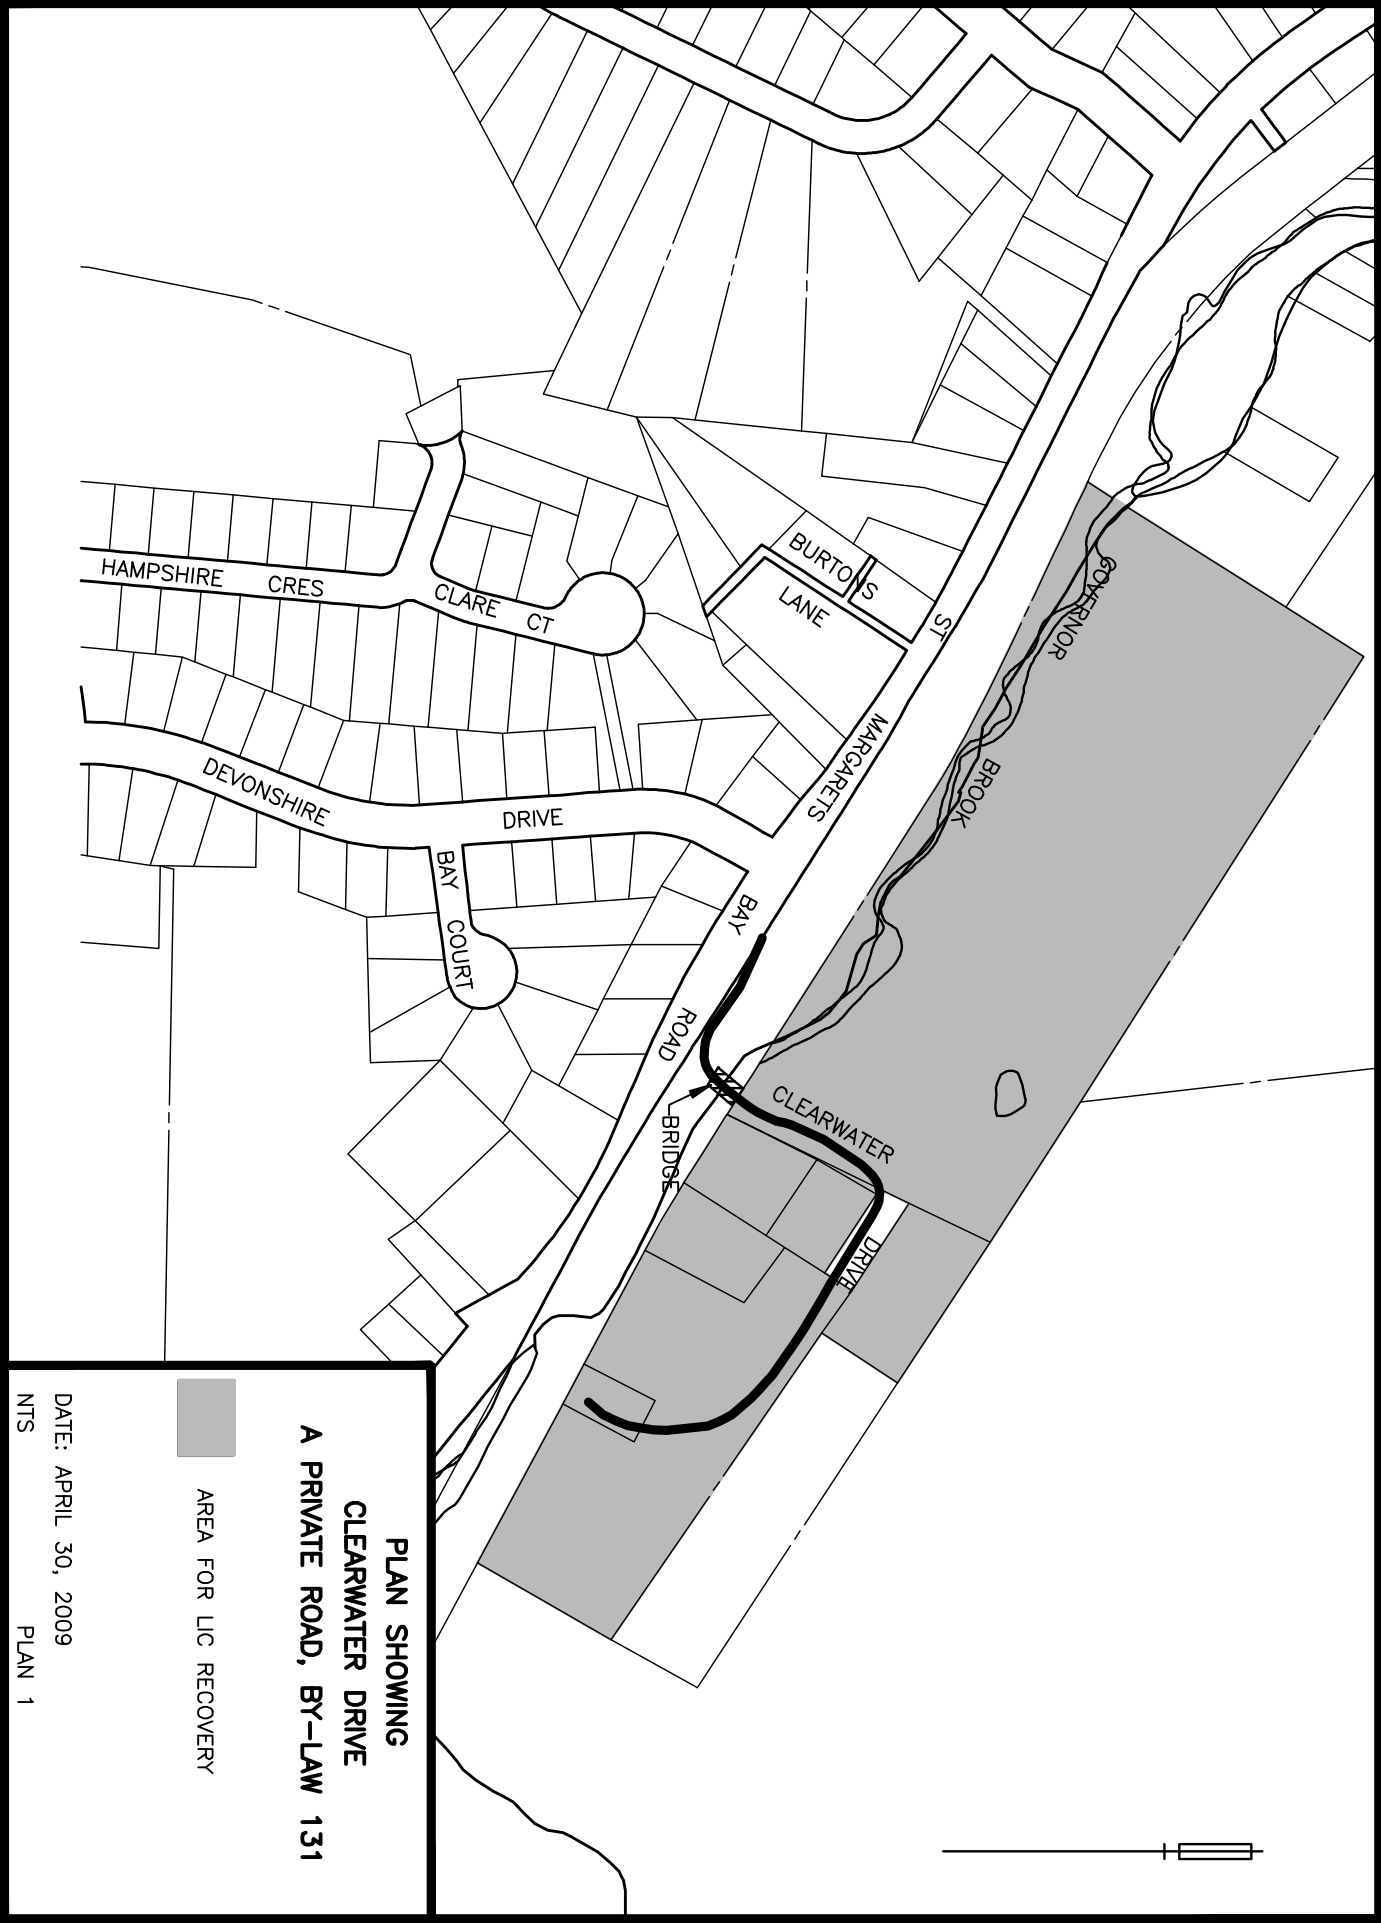 HAMPSHIRE CRES
CLARE CT
BURTONS
LANE
ST
MARGARETS
BAY
ROAD
GOVERNOR
BROOK
DEVONSHIRE
DRIVE
BAY
COURT
BRIDGE
CLEARWATER
DRIVE
PLAN SHOWING
CLEARWATER DRIVE
A PRIVATE ROAD, BY-LAW 131
AREA FOR LIC RECOVERY
DATE: APRIL 30, 2009
NTS PLAN 1